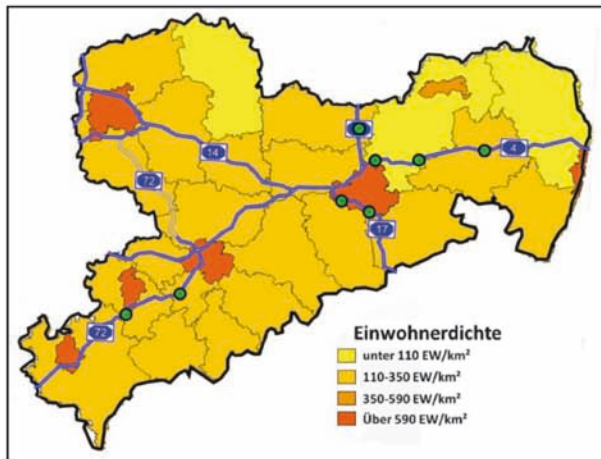 14
4
72
17
72
Einwohnerdichte
unter 110 EW/km²
110-350 EW/km²
350-590 EW/km²
Über 590 EW/km²